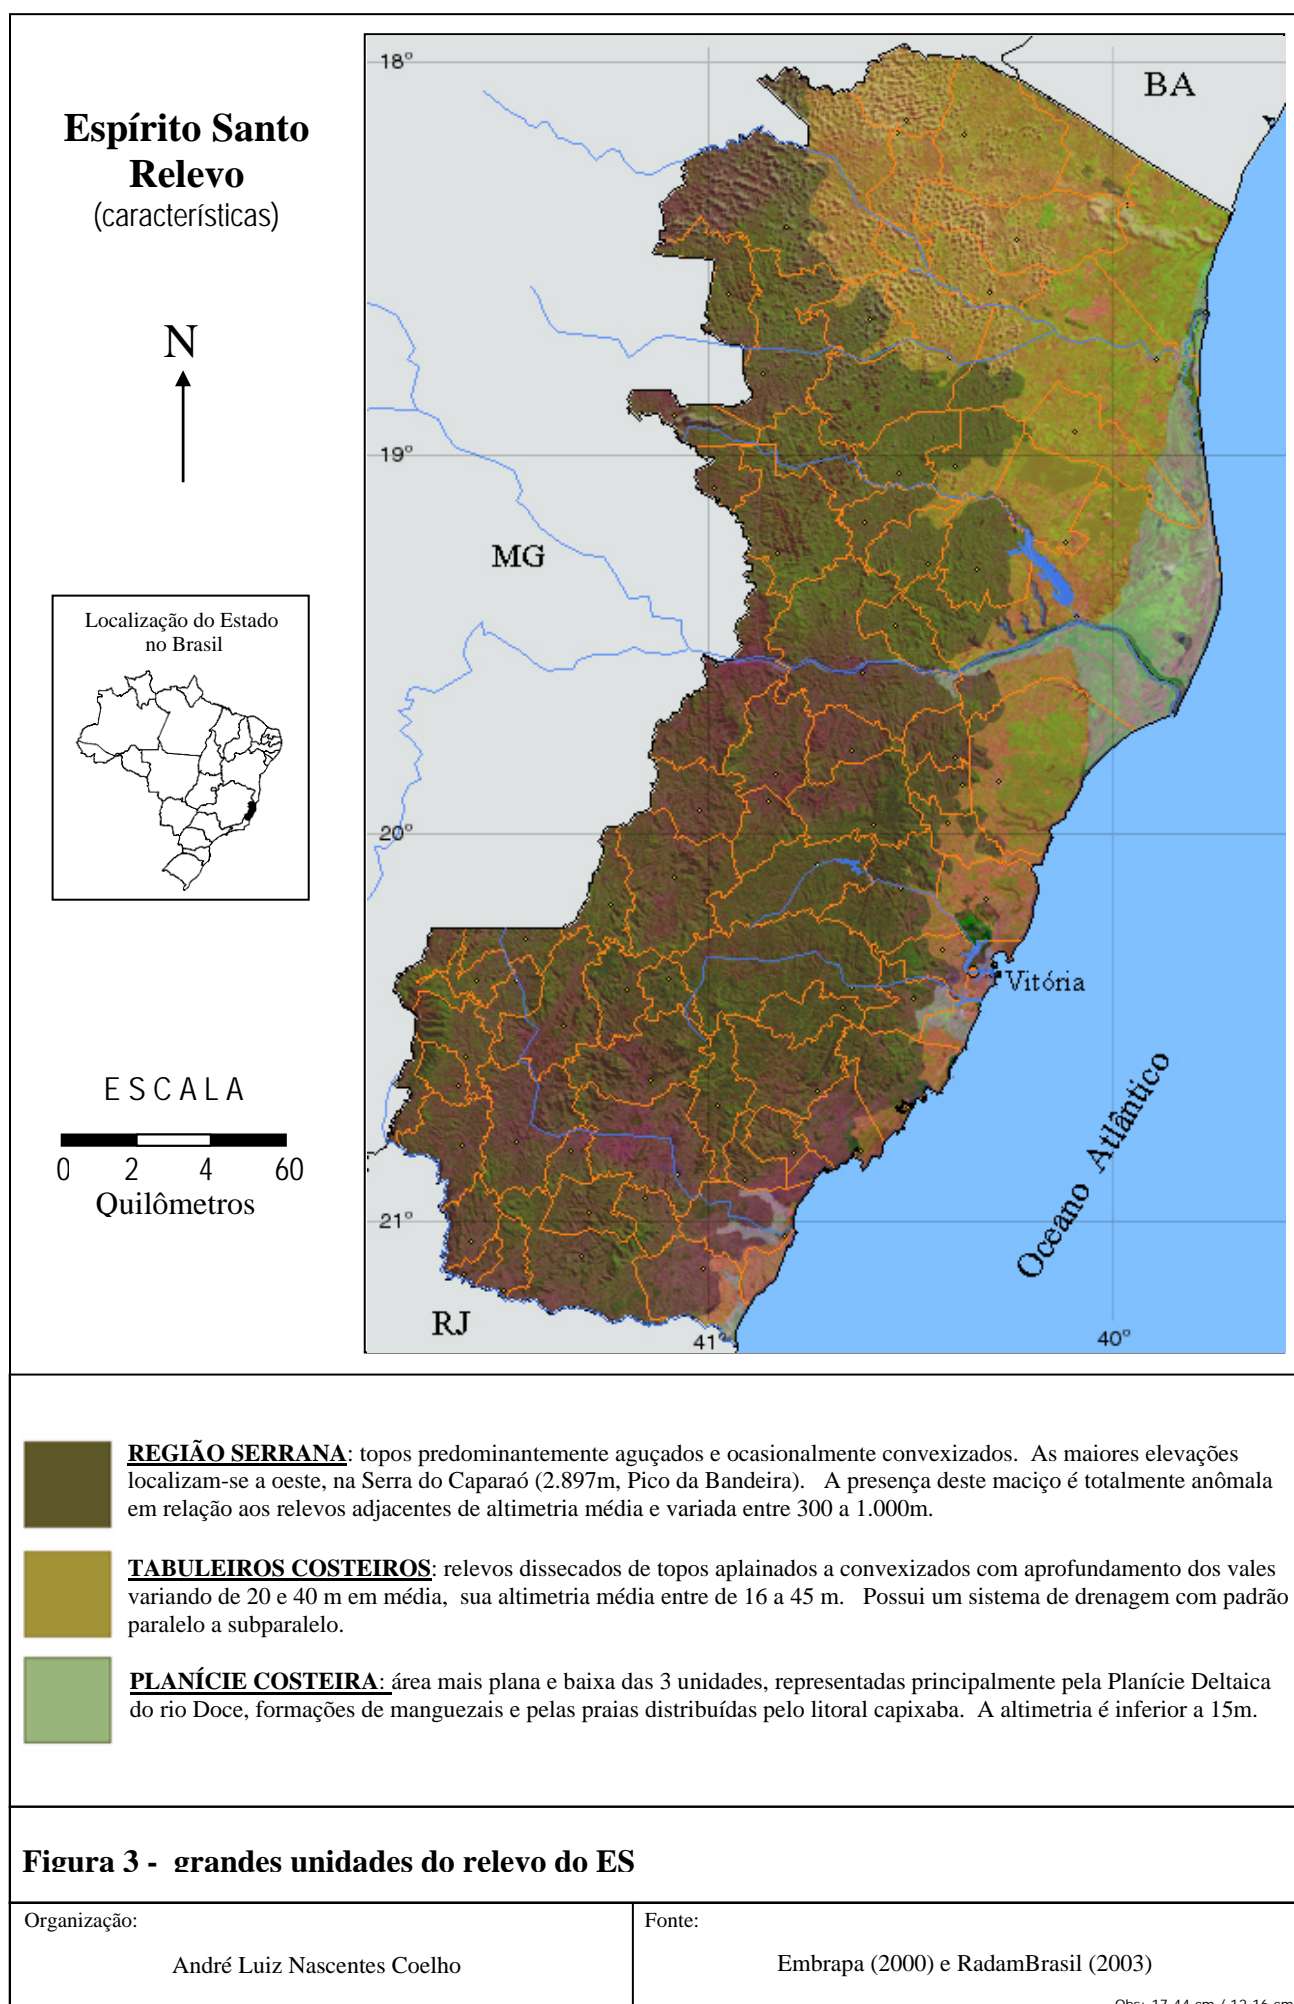 Espírito Santo
Relevo
(características)
N
Localização do Estado
no Brasil
ESCALA
0 2 4 60
Quilômetros
18°
BA
19°
MG
20°
Vitória
Oceano Atlântico
21°
RJ
41°
40°
REGIÃO SERRANA: topos predominantemente aguçados e ocasionalmente convexizados. As maiores elevações
localizam-se a oeste, na Serra do Caparaó (2.897m, Pico da Bandeira). A presença deste maciço é totalmente anômala
em relação aos relevos adjacentes de altimetria média e variada entre 300 a 1.000m.
TABULEIROS COSTEIROS: relevos dissecados de topos aplainados a convexizados com aprofundamento dos vales
variando de 20 e 40 m em média, sua altimetria média entre de 16 a 45 m. Possui um sistema de drenagem com padrão
paralelo a subparalelo.
PLANÍCIE COSTEIRA: área mais plana e baixa das 3 unidades, representadas principalmente pela Planície Deltaica
do rio Doce, formações de manguezais e pelas praias distribuídas pelo litoral capixaba. A altimetria é inferior a 15m.
Figura 3 - grandes unidades do relevo do ES
Organização:
André Luiz Nascentes Coelho
Fonte:
Embrapa (2000) e RadamBrasil (2003)